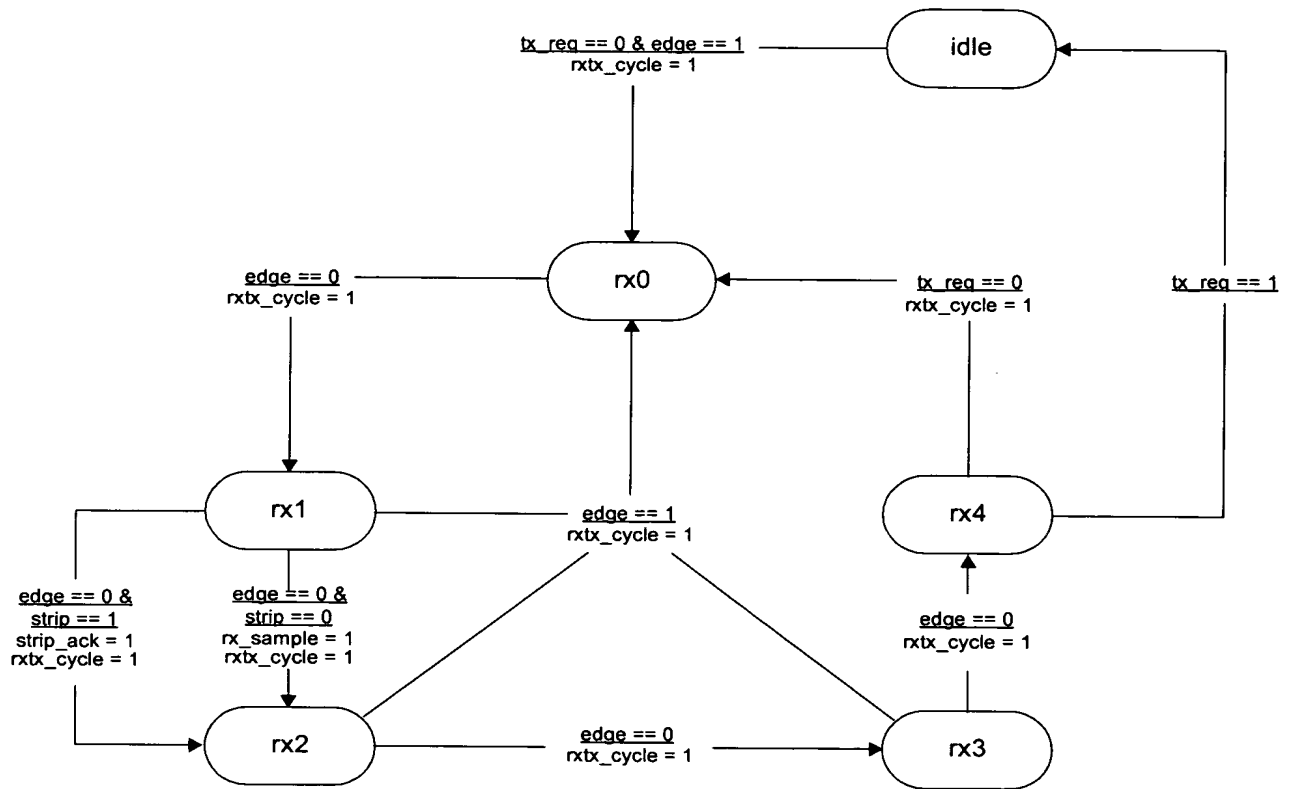 tx_req == 0 & edge == 1
rxtx_cycle = 1
idle
edge == 0
rxtx_cycle = 1
rx0
tx_req == 0
rxtx_cycle = 1
tx_req == 1
rx1
edge == 1
rxtx_cycle = 1
rx4
edge == 0 &
strip == 1
strip_ack = 1
rxtx_cycle = 1
edge == 0 &
strip == 0
rx_sample = 1
rxtx_cycle = 1
edge == 0
rxtx_cycle = 1
rx2
edge == 0
rxtx_cycle = 1
rx3